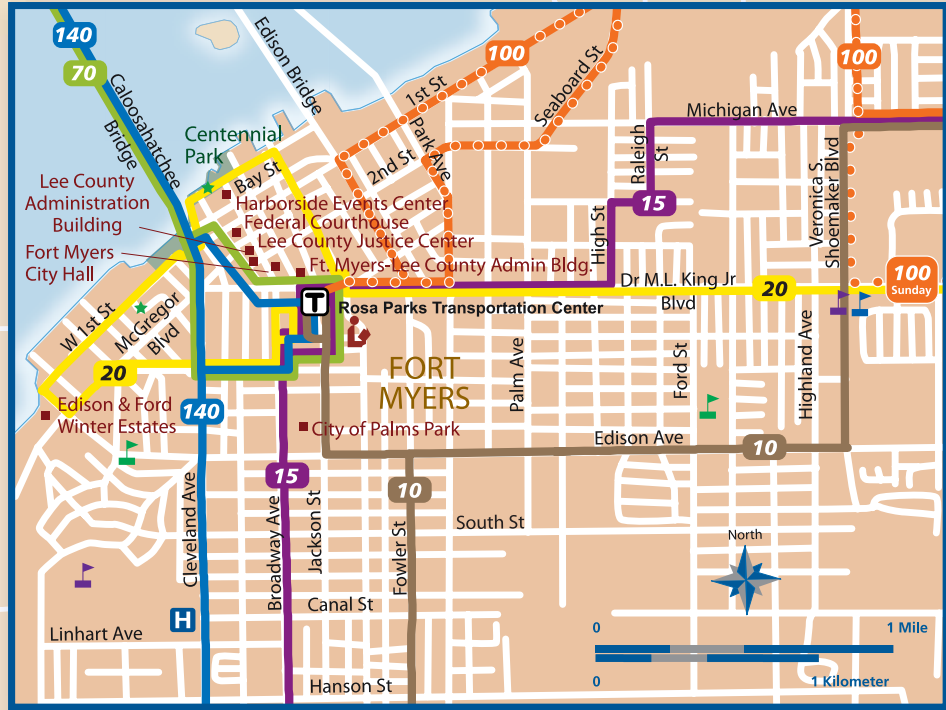 140
70
Caloosahatchee
Bridge
Edison Bridge
100
1st St
2nd St
Park Ave
Seaboard St
100
Michigan Ave
Raleigh
St
15
High St
Veronica S.
Shoemaker Blvd
Centennial
Park
Bay St
Lee County
Administration
Building
Harborside Events Center
Federal Courthouse
Lee County Justice Center
Fort Myers
City Hall
Ft. Myers-Lee County Admin Bldg.
Dr M.L. King Jr
Blvd
20
100
Sunday
T
Rosa Parks Transportation Center
W 1st St
McGregor
Blvd
20
FORT
MYERS
Palm Ave
Ford St
Highland Ave
Edison & Ford
Winter Estates
140
City of Palms Park
Edison Ave
10
15
10
Cleveland Ave
Broadway Ave
Jackson St
Fowler St
South St
North
H
Canal St
Linhart Ave
Hanson St
0
1 Mile
0
1 Kilometer